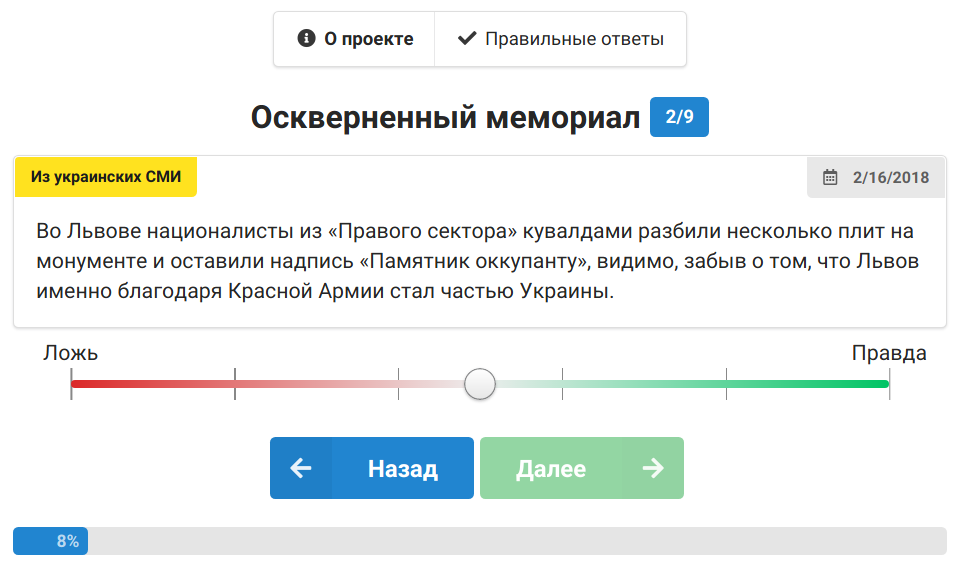 О проекте
Правильные ответы
Оскверненный мемориал 2/9
Из украинских СМИ
2/16/2018
Во Львове националисты из «Правого сектора» кувалдами разбили несколько плит на
монументе и оставили надпись «Памятник оккупанту», видимо, забыв о том, что Львов
именно благодаря Красной Армии стал частью Украины.
Ложь
Правда
Назад
Далее
8%